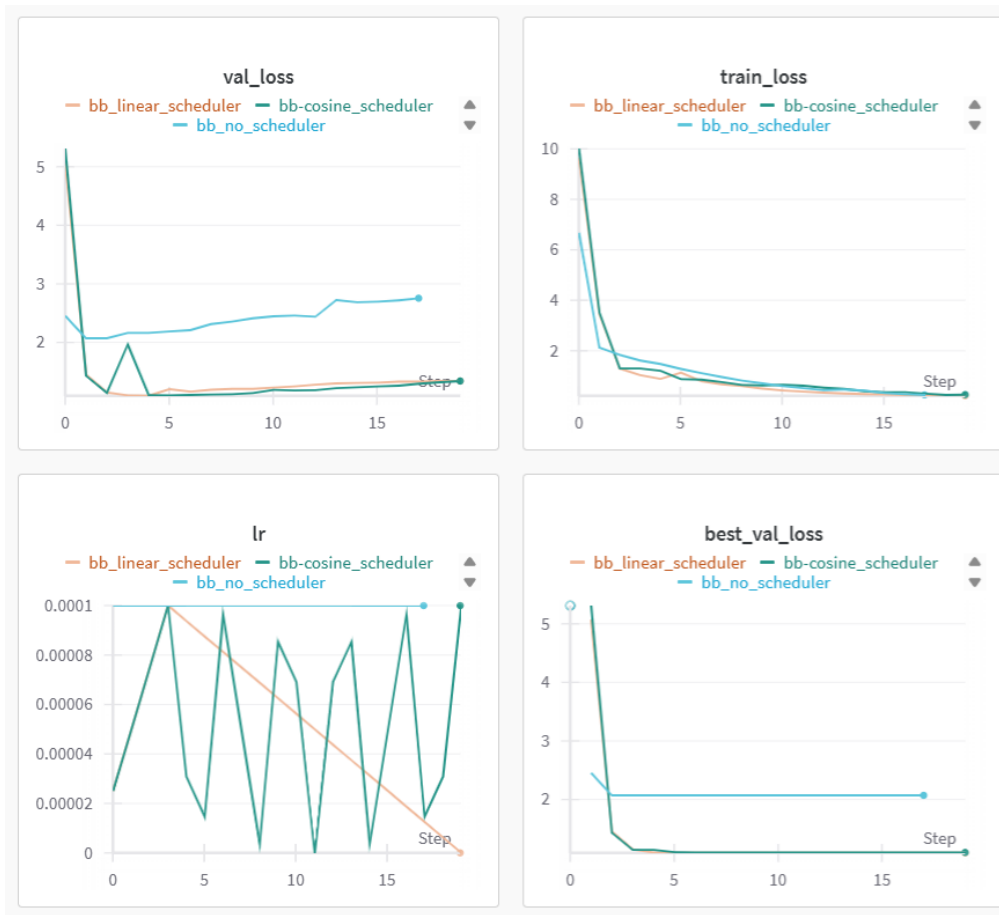 val_loss
bb_linear_scheduler bb-cosine_scheduler
bb_no_scheduler
5
4
3
2
Step
0 5 10 15
train_loss
bb_linear_scheduler bb-cosine_scheduler
bb_no_scheduler
10
8
6
4
2
Step
0 5 10 15
lr
bb_linear_scheduler bb-cosine_scheduler
bb_no_scheduler
0.0001
0.00008
0.00006
0.00004
0.00002
0
Step
0 5 10 15
best_val_loss
bb_linear_scheduler bb-cosine_scheduler
bb_no_scheduler
5
4
3
2
Step
0 5 10 15